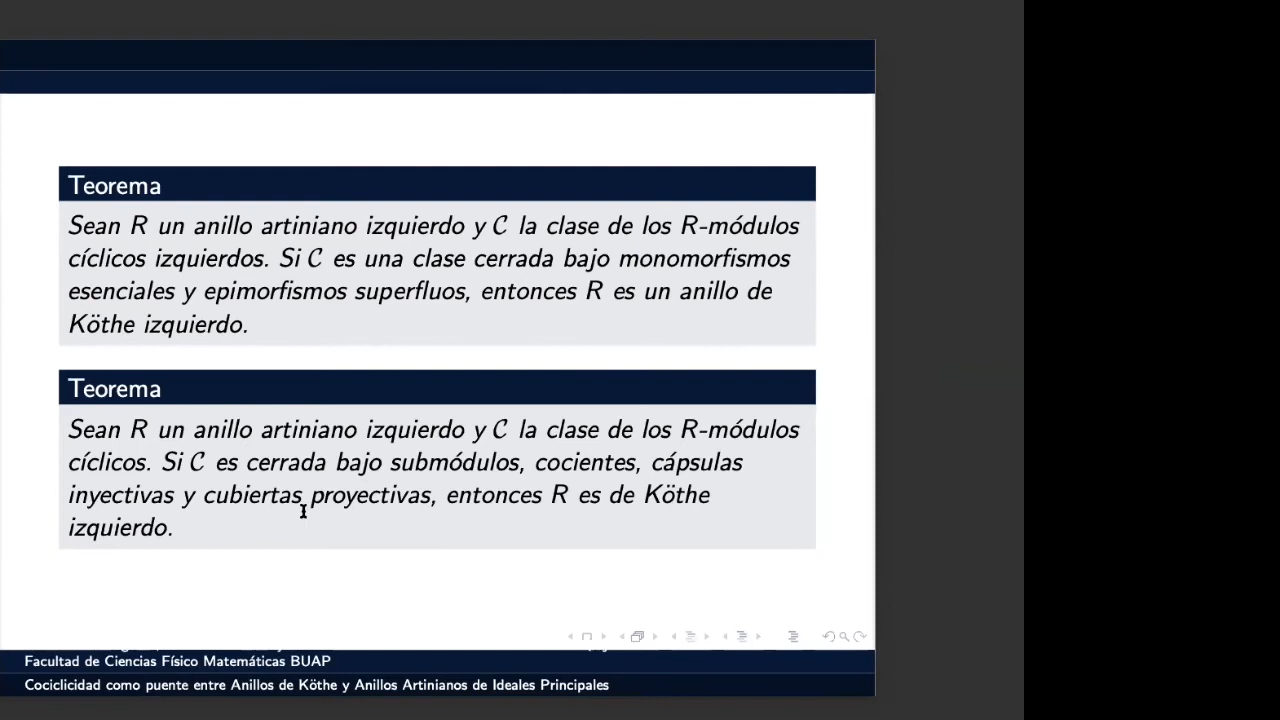 Teorema
Sean R un anillo artiniano izquierdo y 𝒞 la clase de los R-módulos
cíclicos izquierdos. Si 𝒞 es una clase cerrada bajo monomorfismos
esenciales y epimorfismos superfluos, entonces R es un anillo de
Köthe izquierdo.
Teorema
Sean R un anillo artiniano izquierdo y 𝒞 la clase de los R-módulos
cíclicos. Si 𝒞 es cerrada bajo submódulos, cocientes, cápsulas
inyectivas y cubiertas proyectivas, entonces R es de Köthe
izquierdo.
Facultad de Ciencias Físico Matemáticas BUAP
Cociclicidad como puente entre Anillos de Köthe y Anillos Artinianos de Ideales Principales